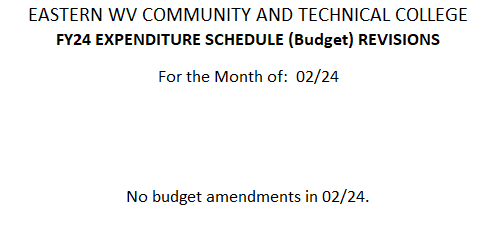 EASTERN WV COMMUNITY AND TECHNICAL COLLEGE
FY24 EXPENDITURE SCHEDULE (Budget) REVISIONS
For the Month of:  02/24
No budget amendments in 02/24.